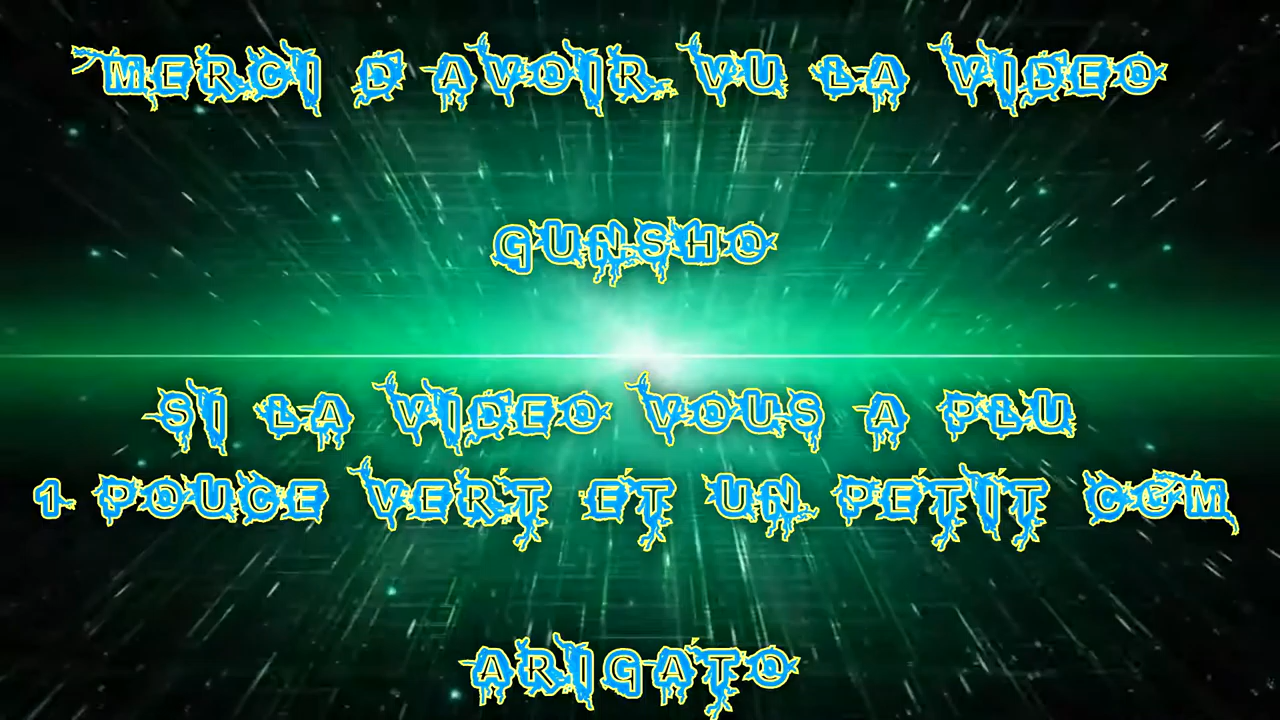 MERCI D AVOIR VU LA VIDEO
GUNSHO
SI LA VIDEO VOUS A PLU
1 POUCE VERT ET UN PETIT COM
ARIGATO